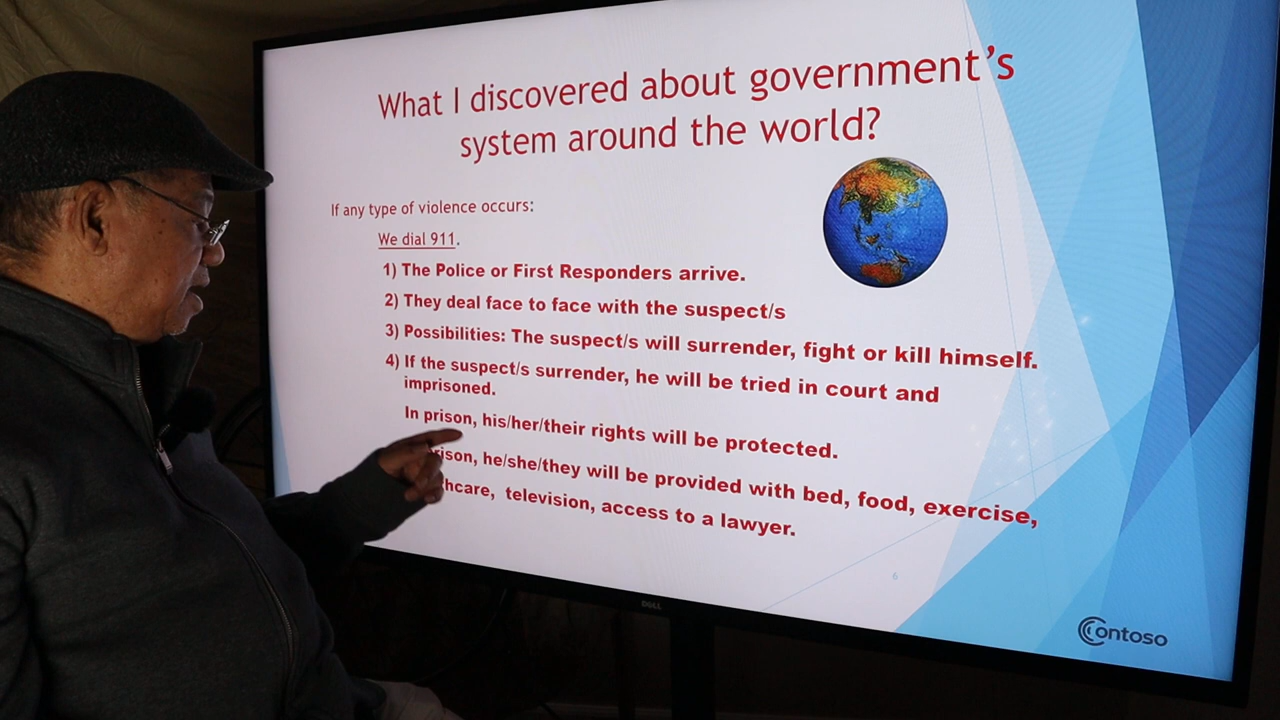 What I discovered about government's
system around the world?
If any type of violence occurs:
We dial 911.
1) The Police or First Responders arrive.
2) They deal face to face with the suspect/s
3) Possibilities: The suspect/s will surrender, fight or kill himself.
4) If the suspect/s surrender, he will be tried in court and
imprisoned.
In prison, his/her/their rights will be protected.
he/she/they will be provided with bed, food, exercise,
television, access to a lawyer.
6
DELL
Contoso